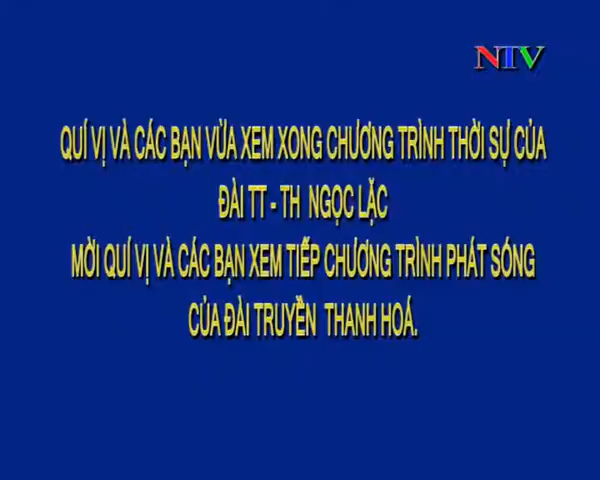 NTV
QUÍ VỊ VÀ CÁC BẠN VỪA XEM XONG CHƯƠNG TRÌNH THỜI SỰ CỦA
ĐÀI TT - TH NGỌC LẶC
MỜI QUÍ VỊ VÀ CÁC BẠN XEM TIẾP CHƯƠNG TRÌNH PHÁT SÓNG
CỦA ĐÀI TRUYỀN THANH HOÁ.